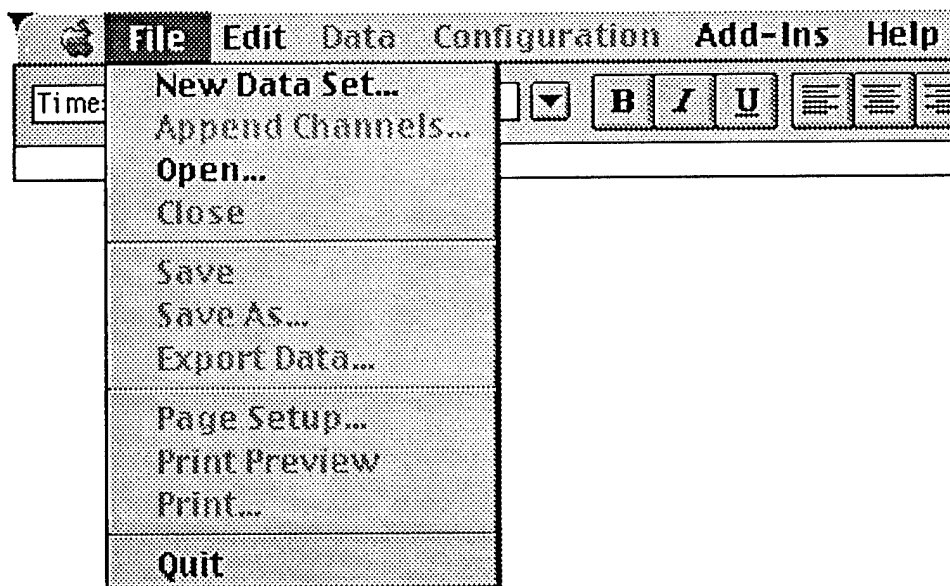 File Edit Data Configuration Add-Ins Help
New Data Set...
Time B I U
Append Channels...
Open...
Close
Save
Save As...
Export Data...
Page Setup...
Print Preview
Print...
Quit